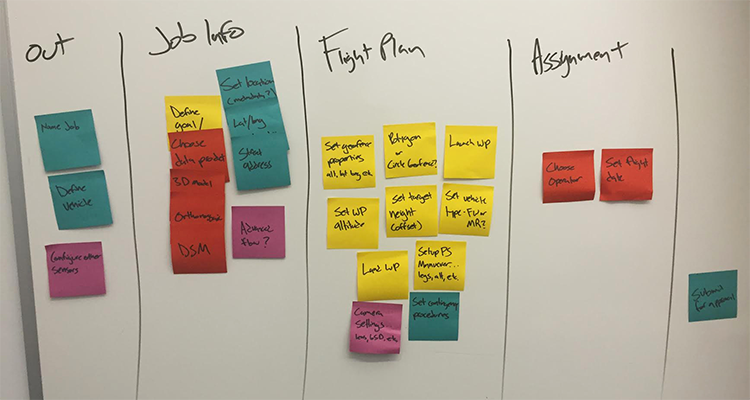 Out
Job Info
Flight Plan
Assignment
Name Job
Define
Vehicle
Configure other
Sensors
Define
goal/
Choose
data product
3D model
DSM
Set location
Lat/long
Street
address
Advanced
flow?
Set geofence
properties
alt, lat long, etc
Polygon
or
Circle Geofence?
Launch WP
Set WP
altitude
Set target
height
(offset)
Set vehicle
type - FW or
MR?
Land WP
Setup PS
Maneuver...
legs, alt, etc.
Camera
Settings...
lens, GSD, etc
Set contingency
procedures
Choose
Operator
Set flight
date
Submit
for approval